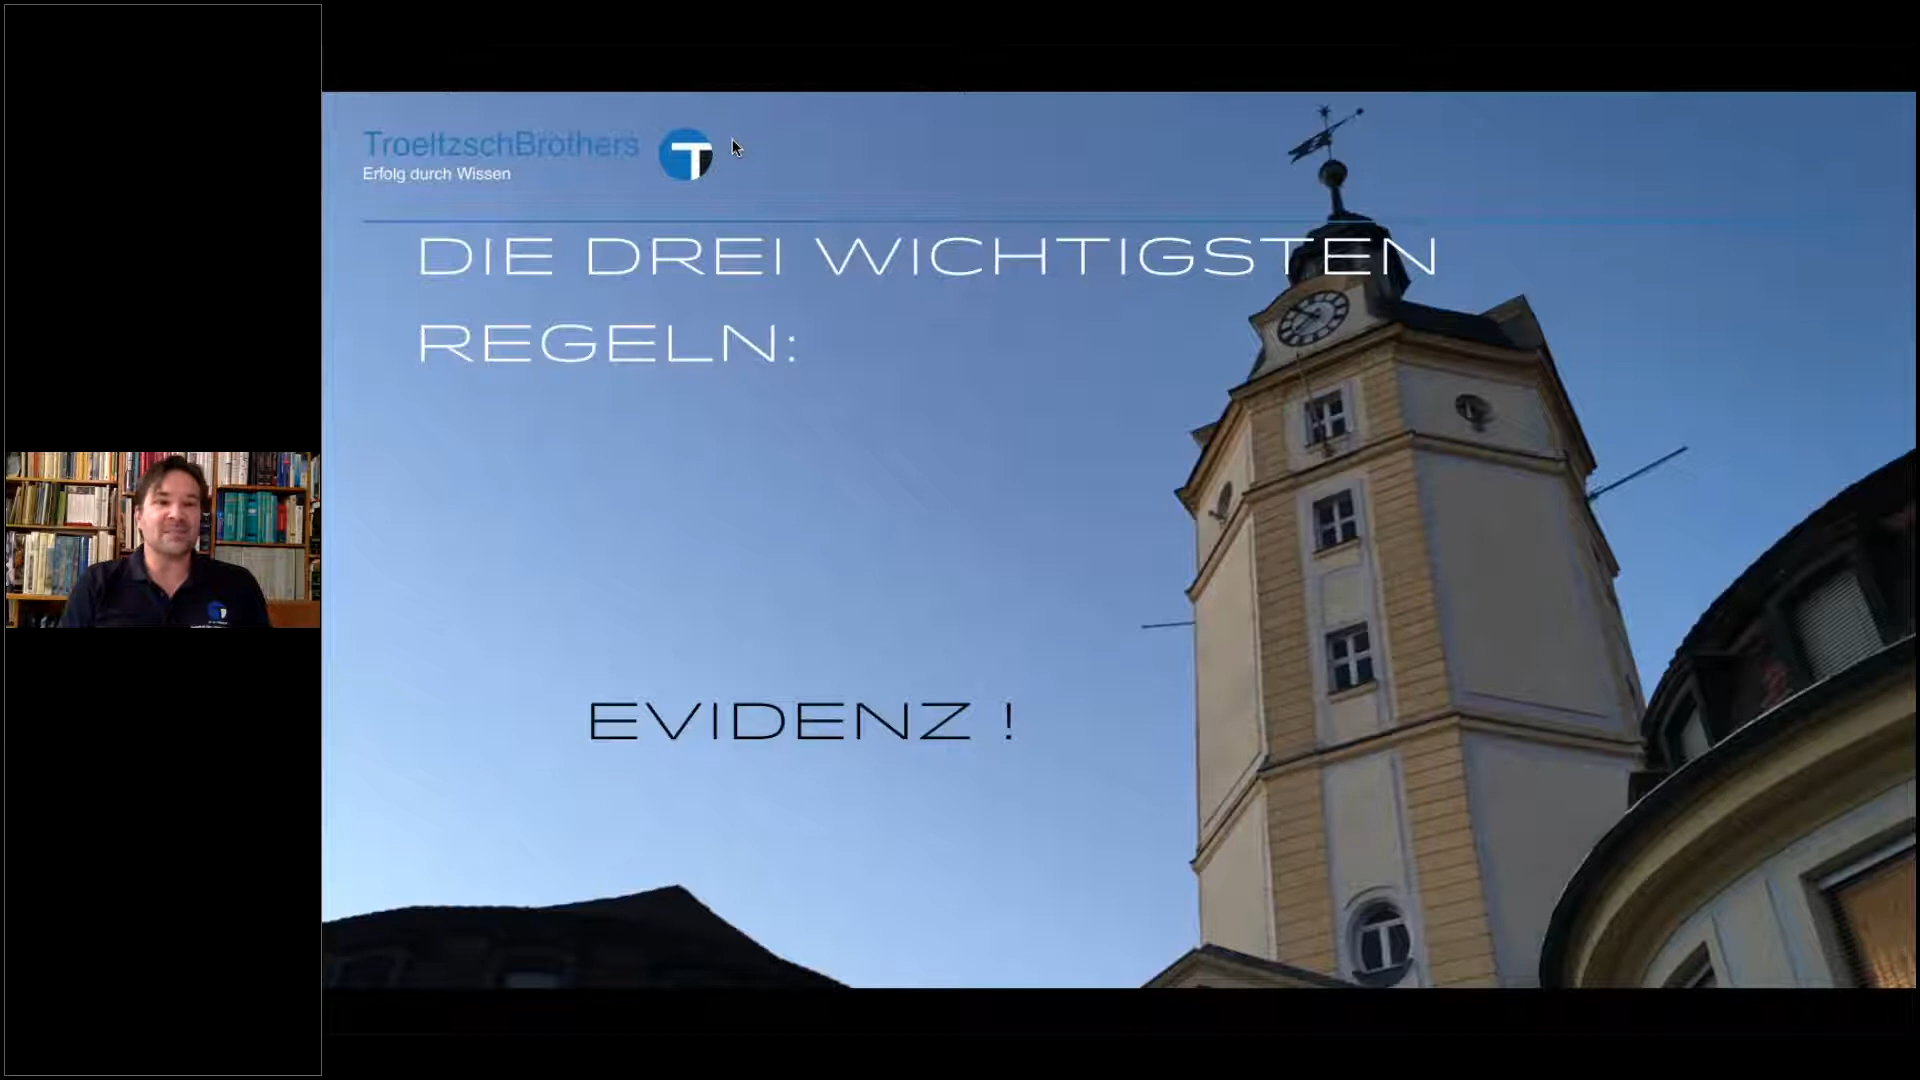 TroeltzschBrothers
Erfolg durch Wissen
T
DIE DREI WICHTIGSTEN
REGELN:
EVIDENZ !